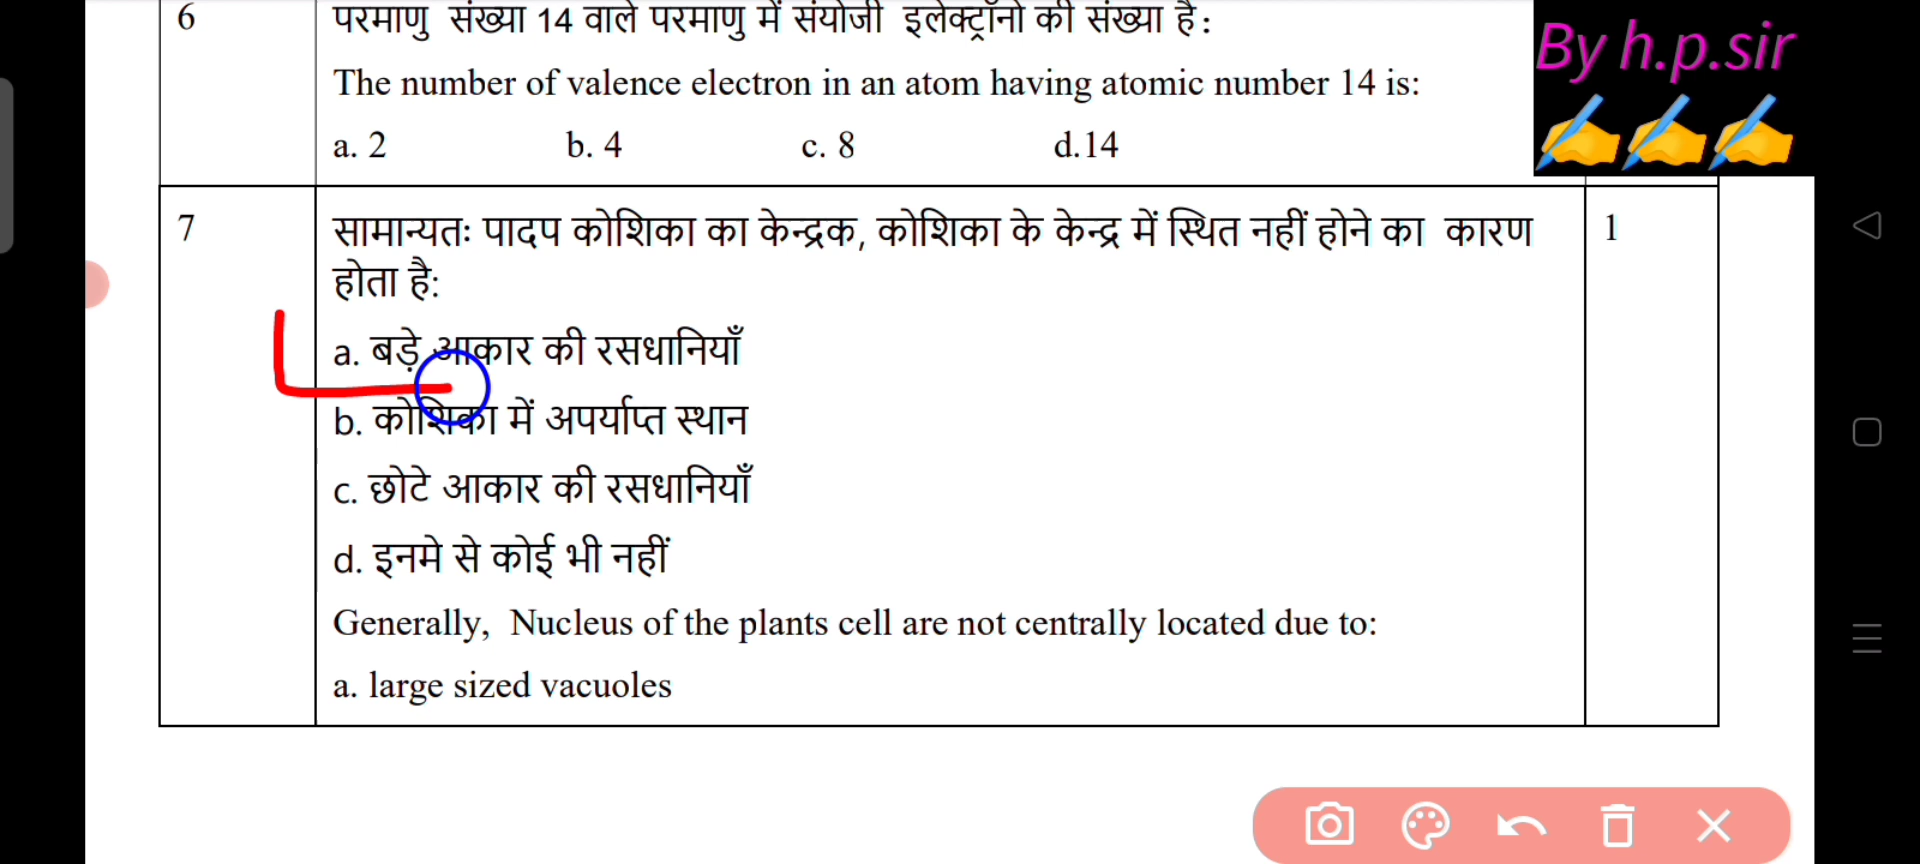 6
परमाणु संख्या 14 वाले परमाणु में संयोजी इलेक्ट्रॉनो की संख्या है:
The number of valence electron in an atom having atomic number 14 is:
a. 2 b. 4 c. 8 d.14
By h.p.sir
7
सामान्यतः पादप कोशिका का केन्द्रक, कोशिका के केन्द्र में स्थित नहीं होने का कारण
1
होता है:
a. बड़े आकार की रसधानियाँ
b. कोशिका में अपर्याप्त स्थान
c. छोटे आकार की रसधानियाँ
d. इनमे से कोई भी नहीं
Generally, Nucleus of the plants cell are not centrally located due to:
a. large sized vacuoles